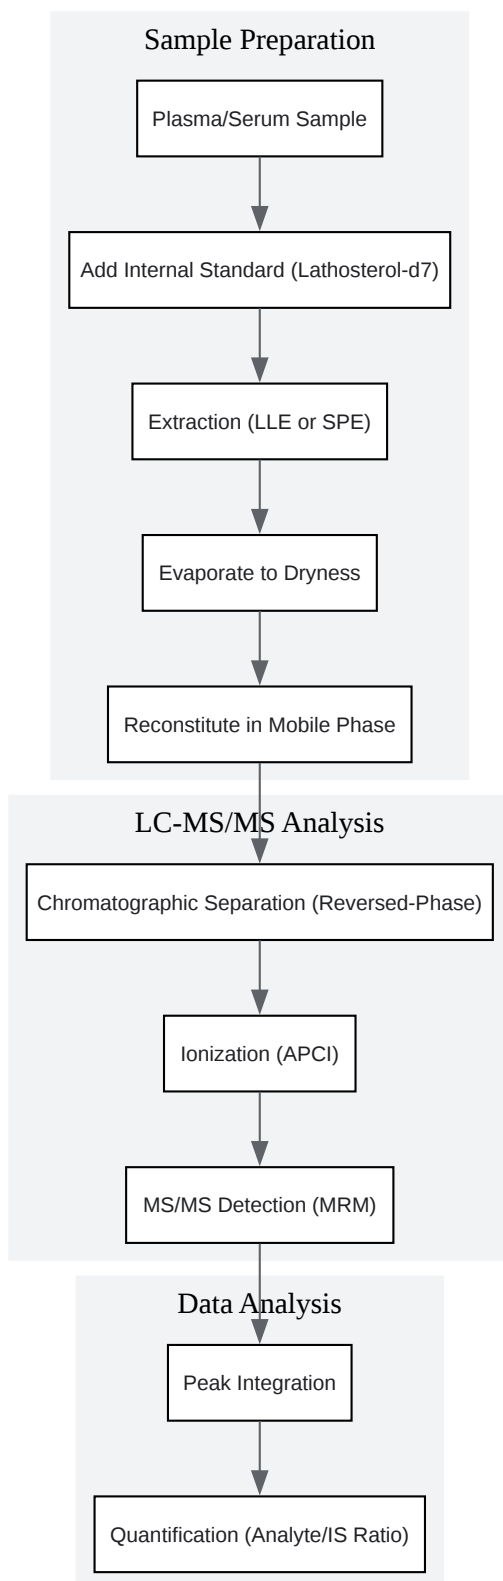 Sample Preparation
Plasma/Serum Sample
Add Internal Standard (Lathosterol-d7)
Extraction (LLE or SPE)
Evaporate to Dryness
Reconstitute in Mobile Phase
LC-MS/MS Analysis
Chromatographic Separation (Reversed-Phase)
Ionization (APCI)
MS/MS Detection (MRM)
Data Analysis
Peak Integration
Quantification (Analyte/IS Ratio)